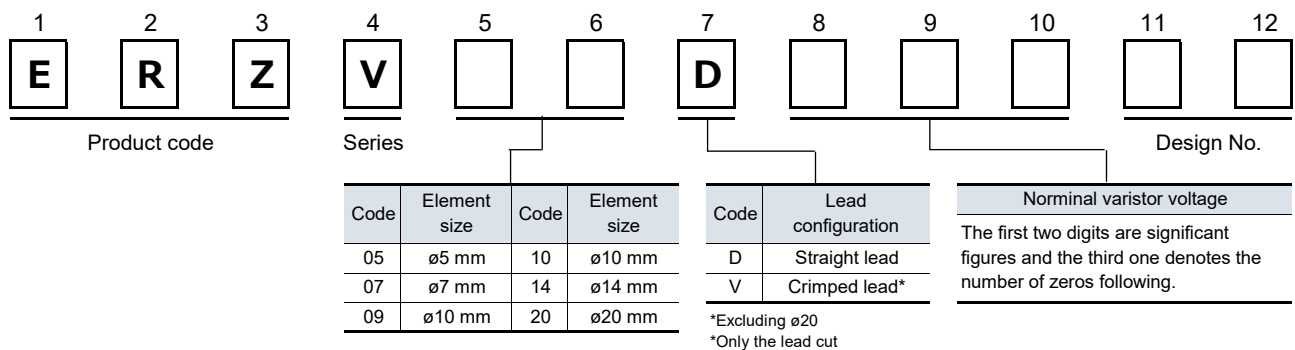 1 2 3 4 5 6 7 8 9 10 11 12
E R Z V D
Product code Series Design No.
Code Element size Code Element size
05 ø5 mm 10 ø10 mm
07 ø7 mm 14 ø14 mm
09 ø10 mm 20 ø20 mm
Code Lead configuration
D Straight lead
V Crimped lead*
*Excluding ø20
*Only the lead cut
Norminal varistor voltage
The first two digits are significant
figures and the third one denotes the
number of zeros following.